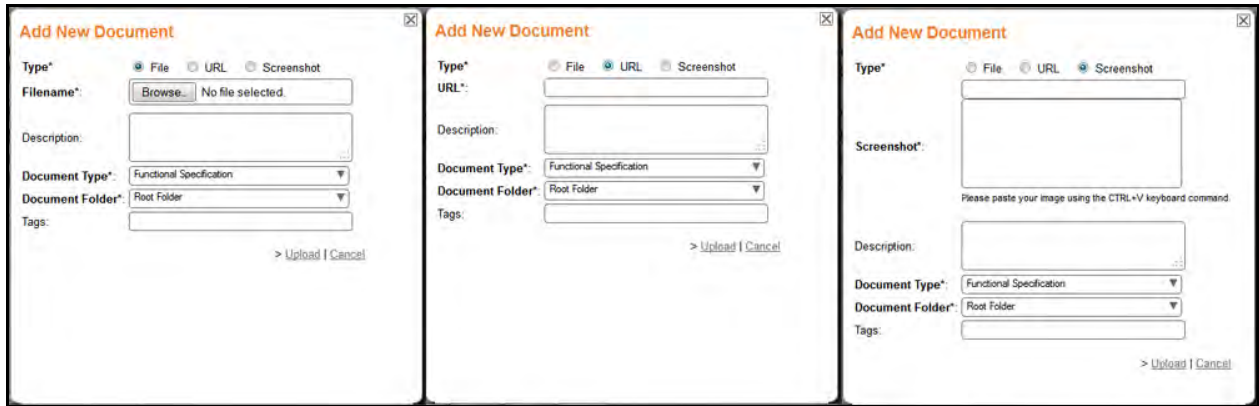 Add New Document
Type* File URL Screenshot
Filename*: Browse.. No file selected.
Description:
Document Type*: Functional Specification
Document Folder*: Root Folder
Tags:
> Upload | Cancel
Add New Document
Type* File URL Screenshot
URL*:
Description:
Document Type*: Functional Specification
Document Folder*: Root Folder
Tags:
> Upload | Cancel
Add New Document
Type* File URL Screenshot
Screenshot*:
Please paste your image using the CTRL+V keyboard command.
Description:
Document Type*: Functional Specification
Document Folder*: Root Folder
Tags:
> Upload | Cancel